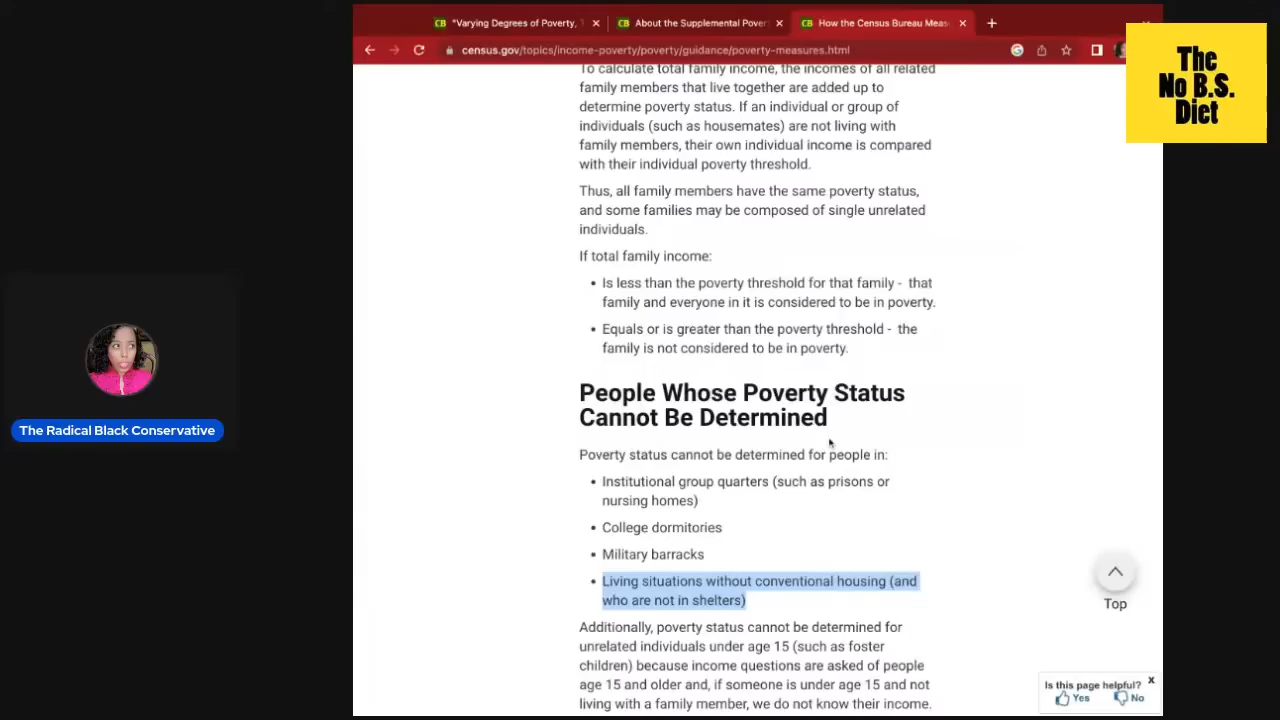 "Varying Degrees of Poverty,
About the Supplemental Pover
How the Census Bureau Meas
census.gov/topics/income-poverty/poverty/guidance/poverty-measures.html
The
No B.S.
Diet
To calculate total family income, the incomes of all related
family members that live together are added up to
determine poverty status. If an individual or group of
individuals (such as housemates) are not living with
family members, their own individual income is compared
with their individual poverty threshold.
Thus, all family members have the same poverty status,
and some families may be composed of single unrelated
individuals.
If total family income:
• Is less than the poverty threshold for that family - that
family and everyone in it is considered to be in poverty.
• Equals or is greater than the poverty threshold - the
family is not considered to be in poverty.
The Radical Black Conservative
People Whose Poverty Status
Cannot Be Determined
Poverty status cannot be determined for people in:
• Institutional group quarters (such as prisons or
nursing homes)
• College dormitories
• Military barracks
• Living situations without conventional housing (and
who are not in shelters)
Top
Additionally, poverty status cannot be determined for
unrelated individuals under age 15 (such as foster
children) because income questions are asked of people
age 15 and older and, if someone is under age 15 and not
living with a family member, we do not know their income.
Is this page helpful? x
Yes No